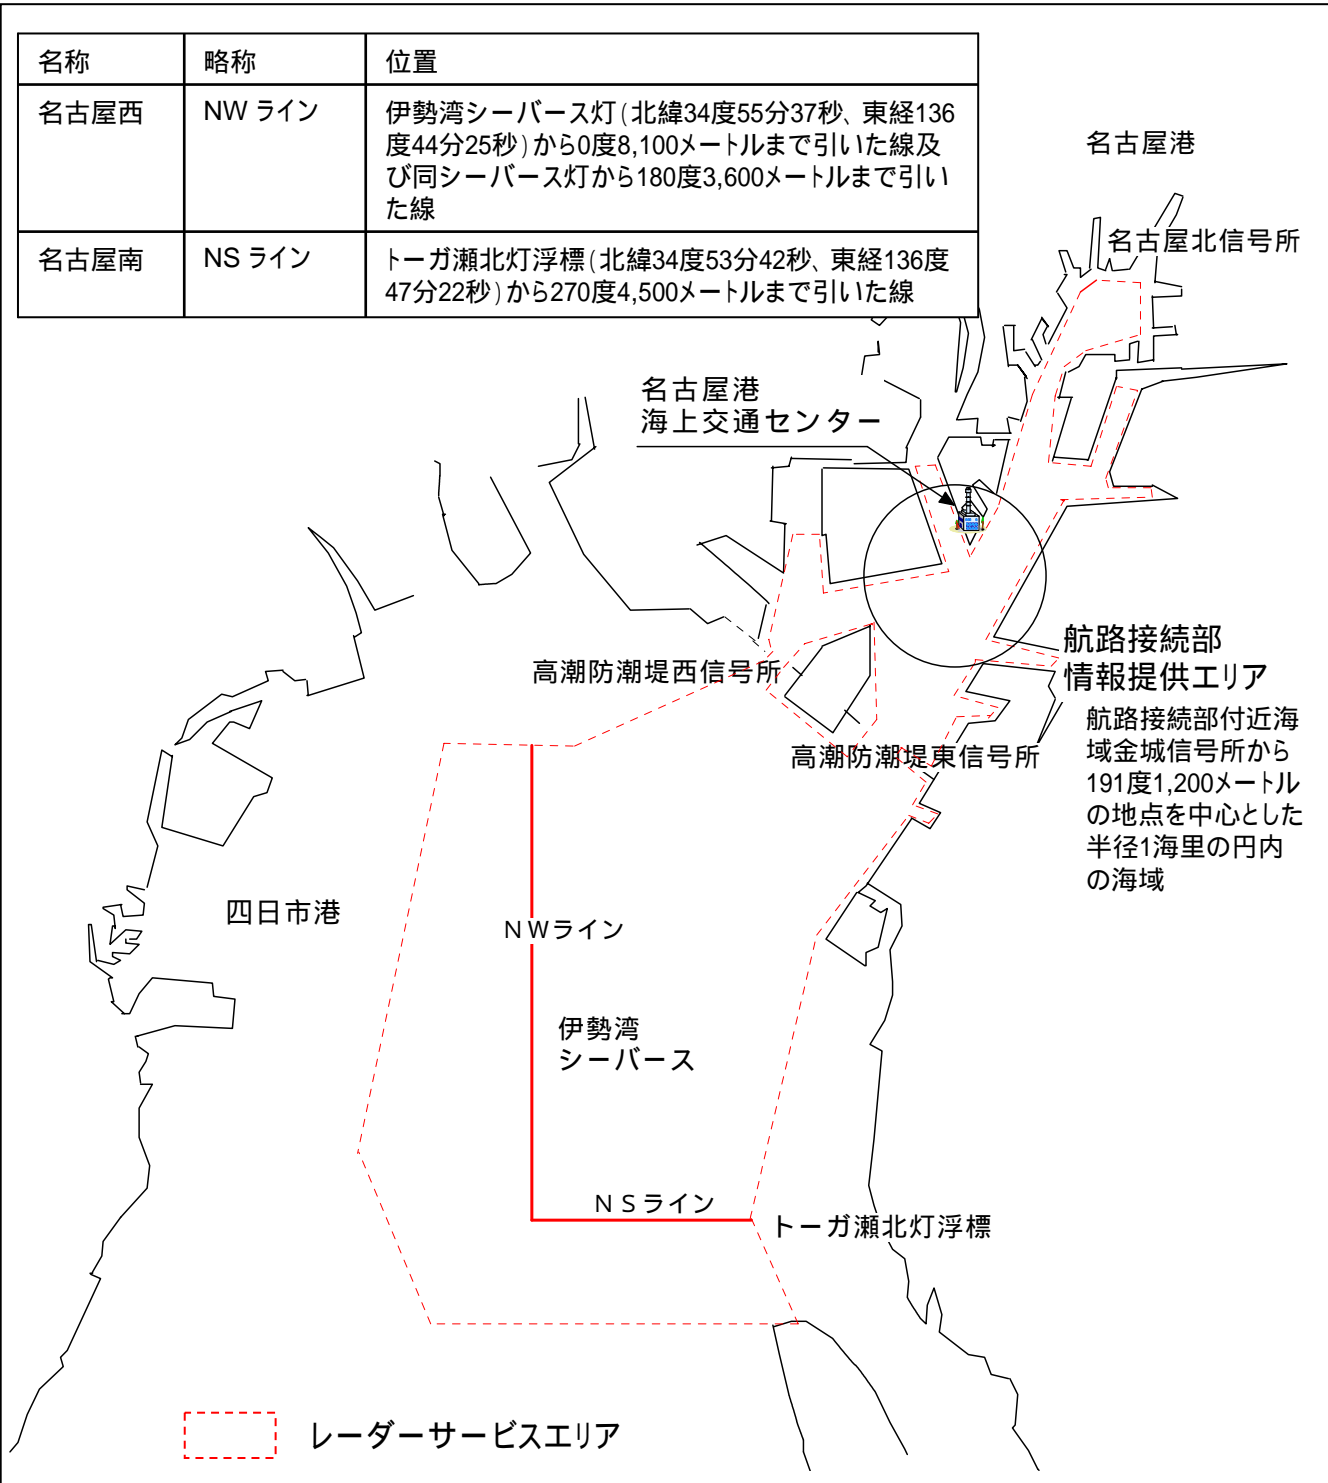 名称 略称 位置
名古屋西 NW ライン 伊勢湾シーバース灯(北緯34度55分37秒、東経136
度44分25秒)から0度8,100メートルまで引いた線及
び同シーバース灯から180度3,600メートルまで引い
た線
名古屋南 NS ライン トーガ瀬北灯浮標(北緯34度53分42秒、東経136度
47分22秒)から270度4,500メートルまで引いた線
名古屋港
名古屋北信号所
名古屋港
海上交通センター
航路接続部
情報提供エリア
高潮防潮堤西信号所
航路接続部付近海
域金城信号所から
191度1,200メートル
の地点を中心とした
半径1海里の円内
の海域
高潮防潮堤東信号所
四日市港
NWライン
伊勢湾
シーバース
NSライン
トーガ瀬北灯浮標
レーダーサービスエリア